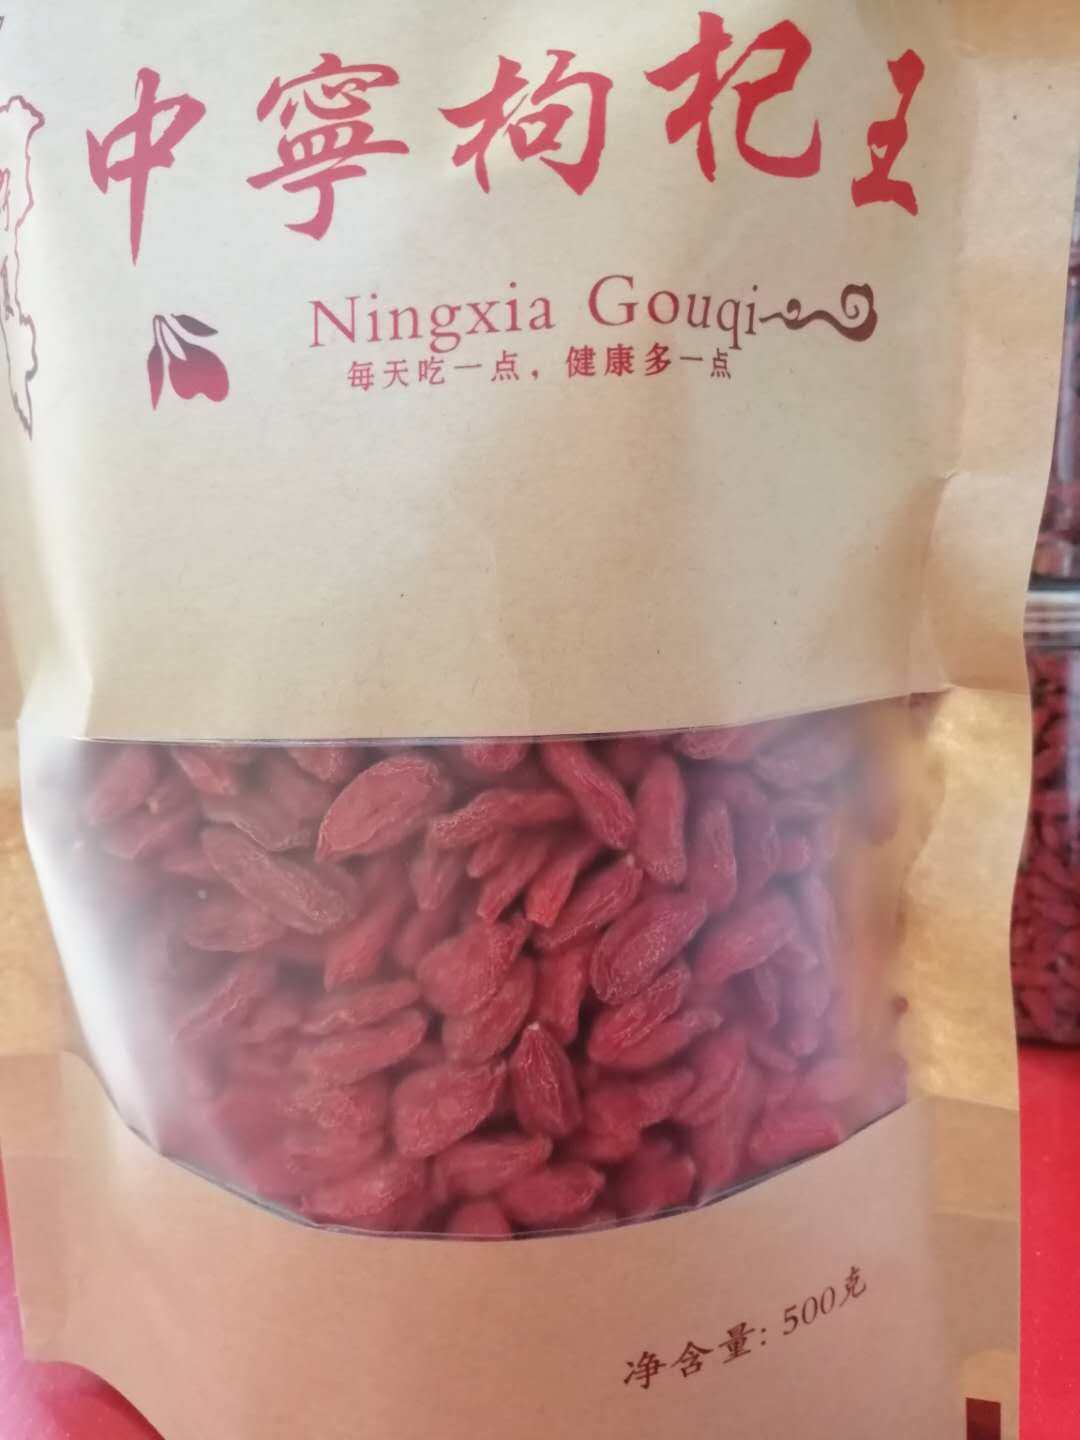 中寧枸杞王
Ningxia Gouqi
每天吃一点，健康多一点
净含量：500克